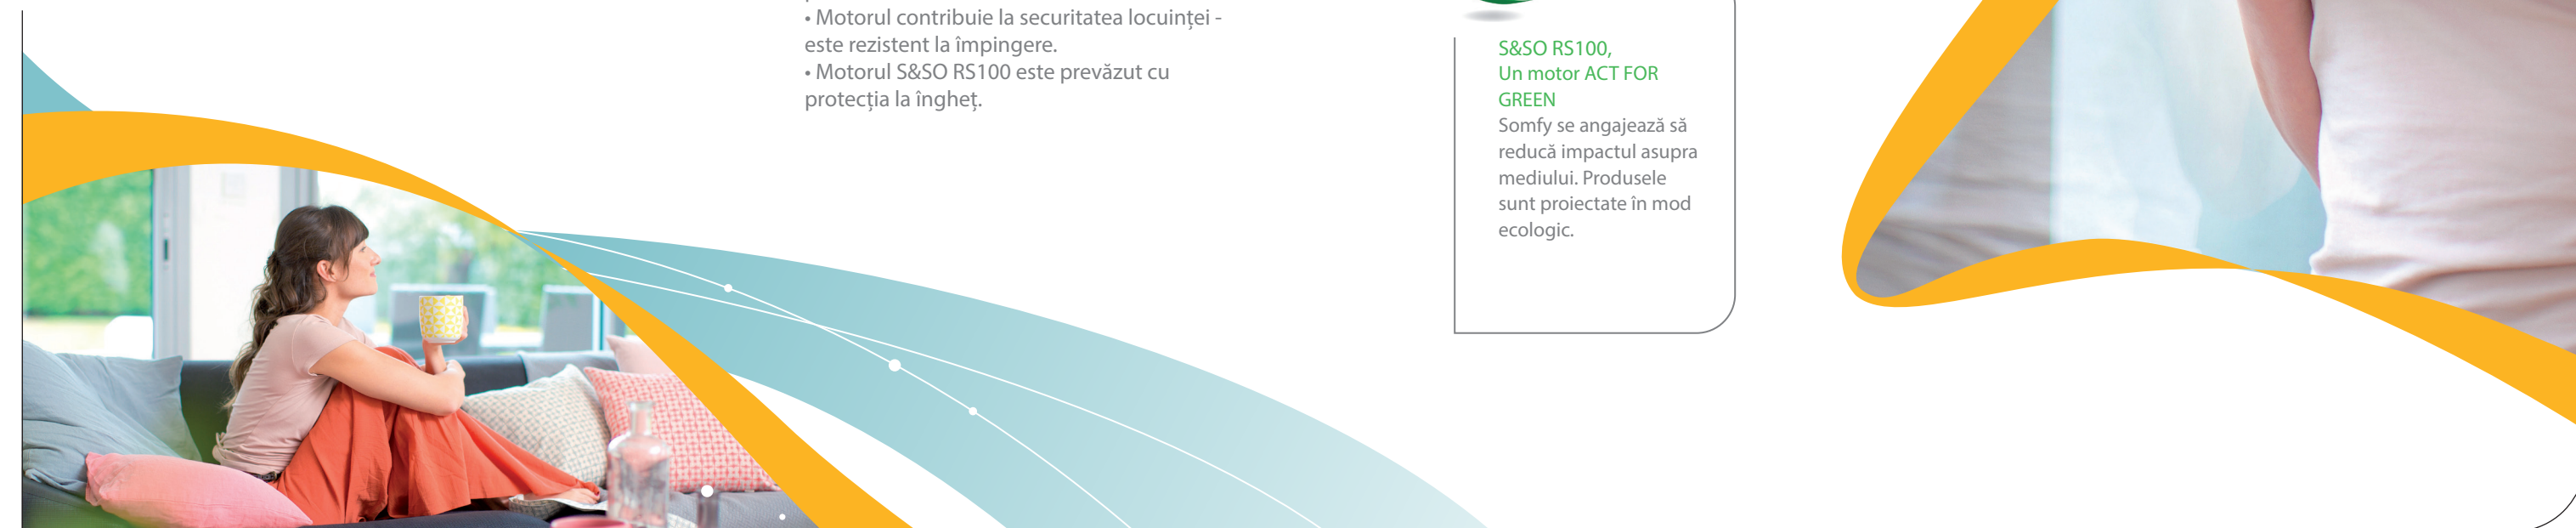 • Motorul contribuie la securitatea locuinței -
este rezistent la împingere.
• Motorul S&SO RS100 este prevăzut cu
protecția la îngheț.
S&SO RS100,
Un motor ACT FOR
GREEN
Somfy se angajează să
reducă impactul asupra
mediului. Produsele
sunt proiectate în mod
ecologic.